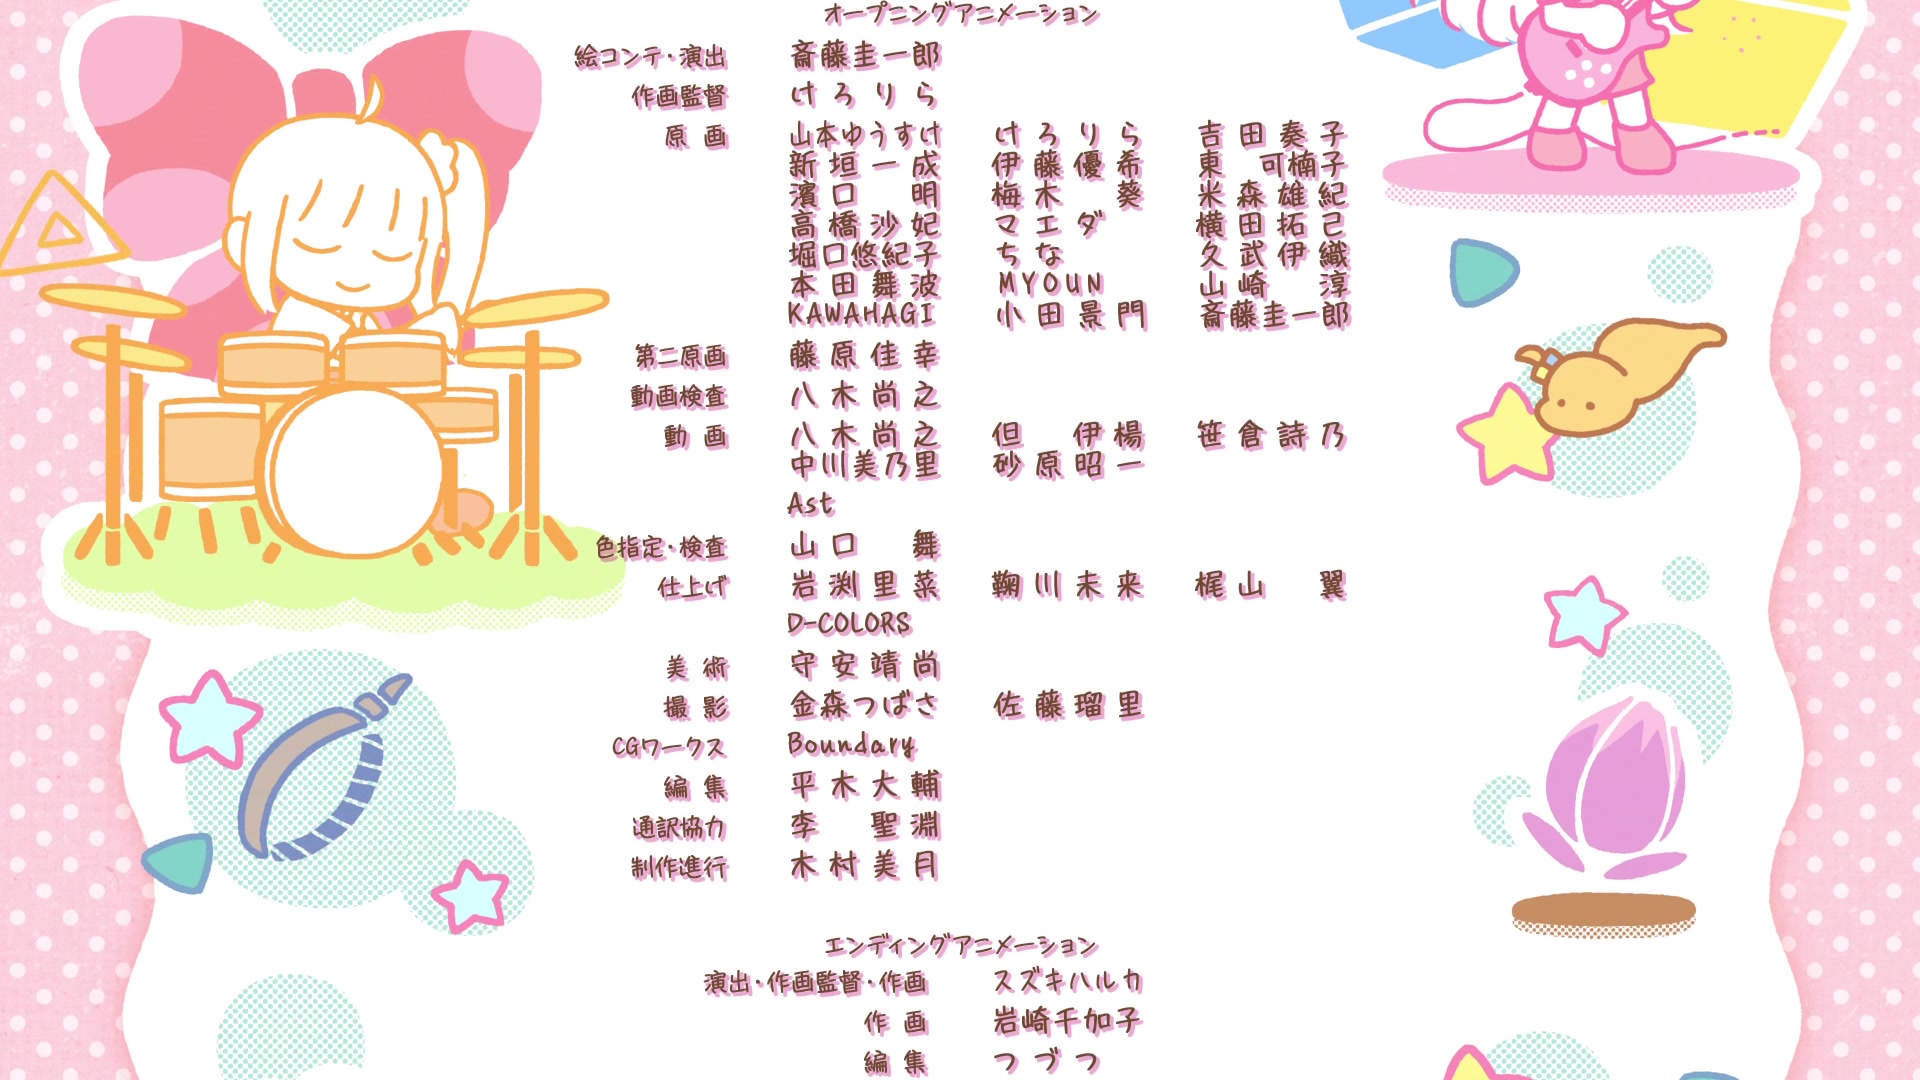 オープニングアニメーション
絵コンテ・演出 斎藤圭一郎
作画監督 けろりら
原画 山本ゆうすけ けろりら 吉田奏子
新垣一成 伊藤優希 東 可楠子
濱口 明 梅木 葵 米森雄紀
高橋沙妃 マエダ 横田拓己
堀口悠紀子 ちな 久武伊織
本田舞波 MYOUN 山崎 淳
KAWAHAGI 小田景門 斎藤圭一郎
第二原画 藤原佳幸
動画検査 八木尚之
動画 八木尚之 但 伊楊 笹倉詩乃
中川美乃里 砂原昭一
Ast
色指定・検査 山口 舞
仕上げ 岩渕里菜 鞠川未来 梶山 翼
D-COLORS
美術 守安靖尚
撮影 金森つばさ 佐藤瑠里
CGワークス Boundary
編集 平木大輔
通訳協力 李 聖淵
制作進行 木村美月
エンディングアニメーション
演出・作画監督・作画 スズキハルカ
作画 岩崎千加子
編集 つづつ